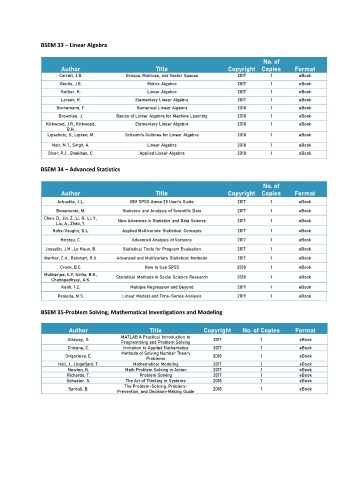 BSEM 33 – Linear Algebra
Author Title Copyright No. of Copies Format
Carrell, J.B. Groups, Matrices, and Vector Spaces 2017 1 eBook
Gentle, J.E. Matrix Algebra 2017 1 eBook
Kuttler, K. Linear Algebra 2017 1 eBook
Larson, R. Elementary Linear Algebra 2017 1 eBook
Bornemann, F. Numerical Linear Algebra 2018 1 eBook
Brownlee, J. Basics of Linear Algebra for Machine Learning 2018 1 eBook
Kirkwood, J.R., Kirkwood, B.H. Elementary Linear Algebra 2018 1 eBook
Lipschutz, S., Lipson, M. Schaum's Outlines for Linear Algebra 2018 1 eBook
Nair, M.T., Singh, A. Linear Algebra 2018 1 eBook
Olver, P.J., Shakiban, C. Applied Linear Algebra 2018 1 eBook
BSEM 34 – Advanced Statistics
Author Title Copyright No. of Copies Format
Arbuckle, J.L. IBM SPSS Amos 25 User's Guide 2017 1 eBook
Bonamente, M. Statistics and Analysis of Scientific Data 2017 1 eBook
Chen, D., Jin, Z., Li, G., Li, Y., Liu, A., Zhao, Y. New Advances in Statistics and Data Science 2017 1 eBook
Hahs-Vaughn, D.L. Applied Multivariate Statistical Concepts 2017 1 eBook
Hirotsu, C. Advanced Analysis of Variance 2017 1 eBook
Josselin, J.M., Le Maux, B. Statistical Tools for Program Evaluation 2017 1 eBook
Mertler, C.A., Reinhart, R.V. Advanced and Multivariate Statistical Methods 2017 1 eBook
Cronk, B.C. How to Use SPSS 2018 1 eBook
Mukherjee, S.P, Sinha, B.K., Chattopadhyay, A.K. Statistical Methods in Social Science Research 2018 1 eBook
Keith, T.Z. Multiple Regression and Beyond 2019 1 eBook
Paolella, M.S. Linear Models and Time-Series Analysis 2019 1 eBook
BSEM 35-Problem Solving, Mathematical Investigations and Modeling
Author Title Copyright No. of Copies Format
Attaway, S. MATLAB A Practical Introduction to Programming and Problem Solving 2017 1 eBook
Chicone, C. Invitation to Applied Mathematics 2017 1 eBook
Grigorieva, E. Methods of Solving Number Theory Problems 2018 1 eBook
Hall, J., Lingefjard, T. Mathematical Modeling 2017 1 eBook
Newton, N. Math Problem Solving in Action 2017 1 eBook
Richards, T. Problem Solving 2017 1 eBook
Schuster, S. The Art of Thinking in Systems 2018 1 eBook
Sproull, B. The Problem-Solving, Problem-Prevention, and Decision-Making Guide 2018 1 eBook